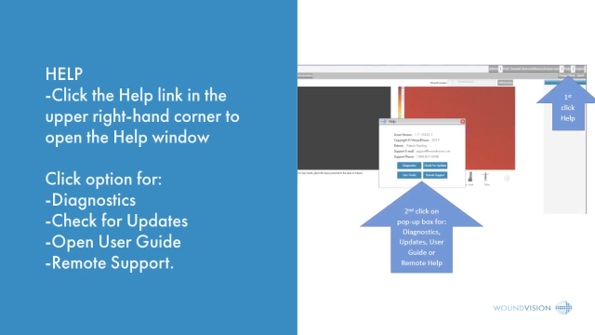 HELP
-Click the Help link in the
upper right-hand corner to
open the Help window
Click option for:
-Diagnostics
-Check for Updates
-Open User Guide
-Remote Support.
1st
click
Help
Help
Diagnostics
Check for Update
User Guide
Remote Support
2nd click on
pop-up box for:
Diagnostics,
Updates, User
Guide or
Remote Help
WOUNDVISION